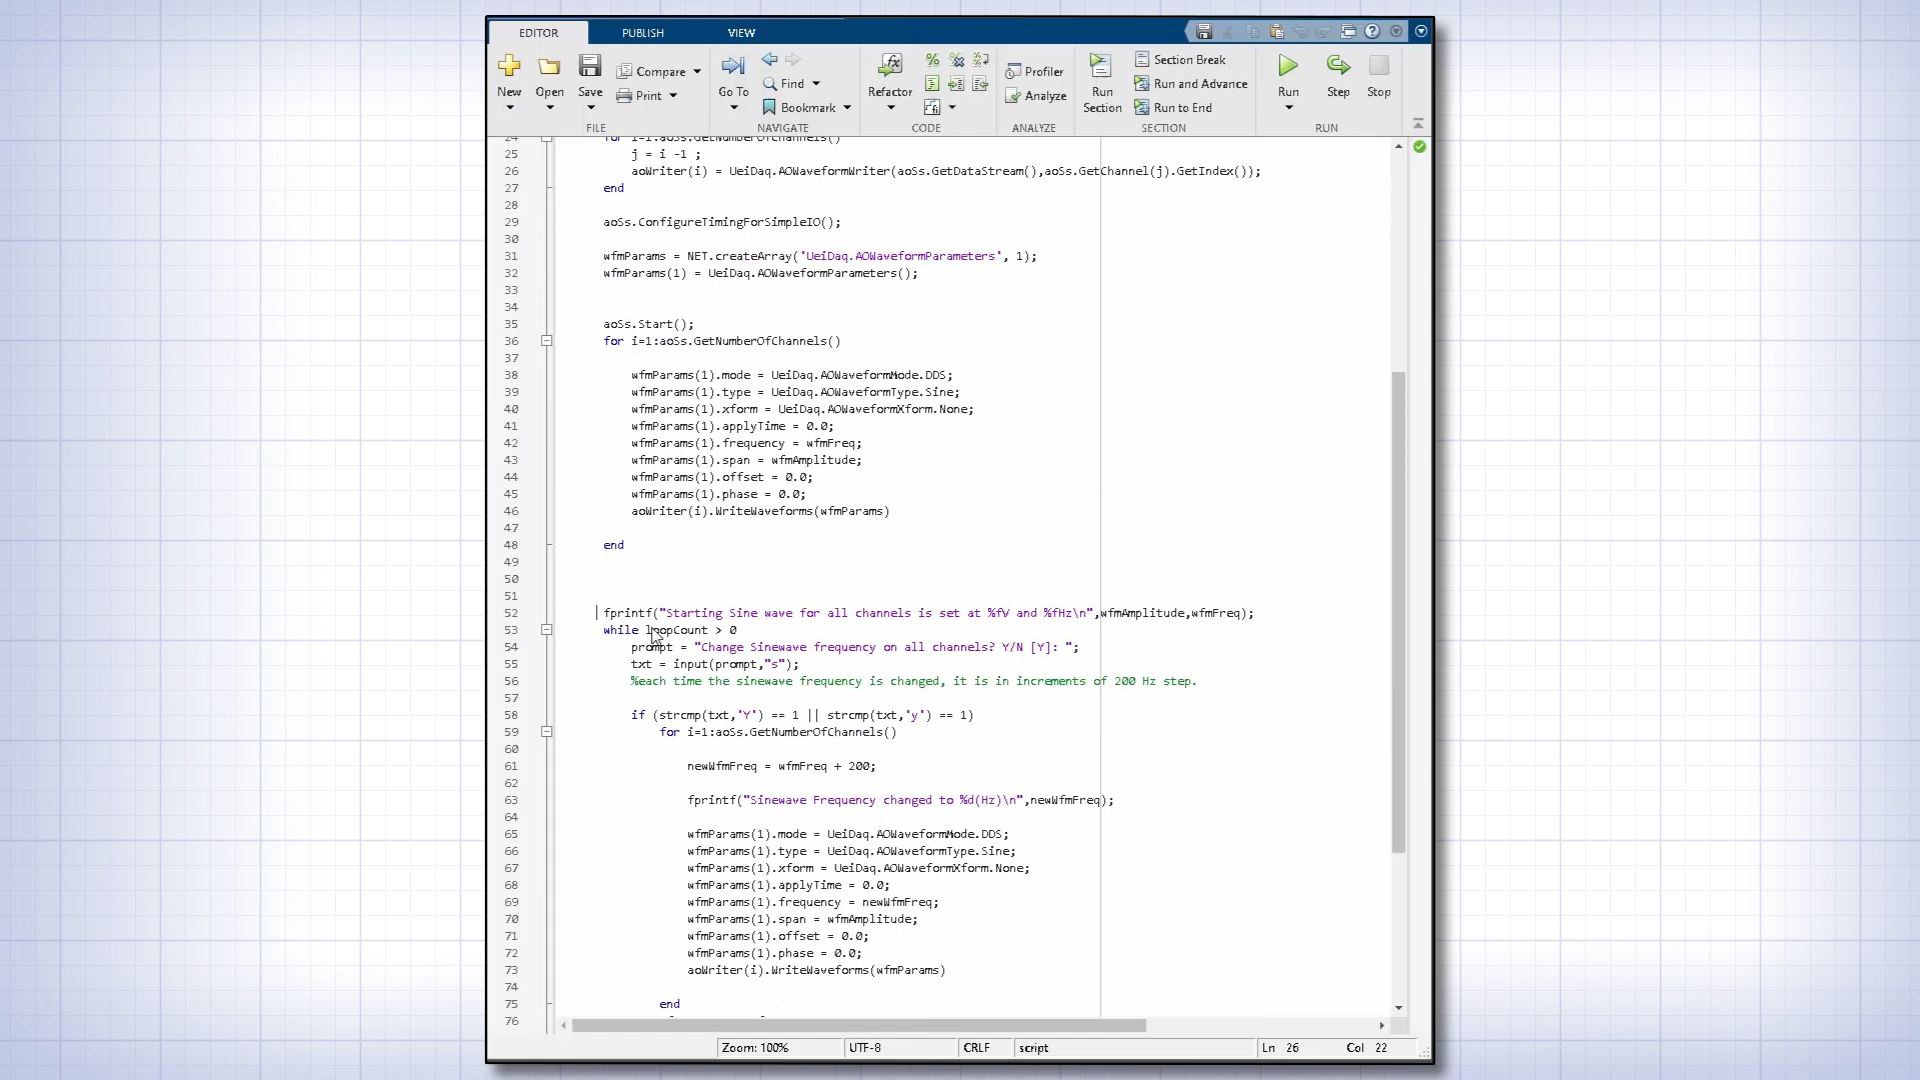 EDITOR PUBLISH VIEW
New Open Save Compare Print FILE
Go To Find Bookmark NAVIGATE
Refactor CODE
Profiler Analyze ANALYZE
Run Section Section Break Run and Advance Run to End SECTION
Run Step Stop RUN
24 for i=1:aoSs.GetNumberOfChannels()
25 j = i -1 ;
26 aoWriter(i) = UeiDaq.AOWaveformWriter(aoSs.GetDataStream(),aoSs.GetChannel(j).GetIndex());
27 end
28
29 aoSs.ConfigureTimingForSimpleIO();
30
31 wfmParams = NET.createArray('UeiDaq.AOWaveformParameters', 1);
32 wfmParams(1) = UeiDaq.AOWaveformParameters();
33
34
35 aoSs.Start();
36 for i=1:aoSs.GetNumberOfChannels()
37
38 wfmParams(1).mode = UeiDaq.AOWaveformMode.DDS;
39 wfmParams(1).type = UeiDaq.AOWaveformType.Sine;
40 wfmParams(1).xform = UeiDaq.AOWaveformXform.None;
41 wfmParams(1).applyTime = 0.0;
42 wfmParams(1).frequency = wfmFreq;
43 wfmParams(1).span = wfmAmplitude;
44 wfmParams(1).offset = 0.0;
45 wfmParams(1).phase = 0.0;
46 aoWriter(i).WriteWaveforms(wfmParams)
47
48 end
49
50
51
52 fprintf("Starting Sine wave for all channels is set at %fV and %fHz\n",wfmAmplitude,wfmFreq);
53 while loopCount > 0
54 prompt = "Change Sinewave frequency on all channels? Y/N [Y]: ";
55 txt = input(prompt,"s");
56 %each time the sinewave frequency is changed, it is in increments of 200 Hz step.
57
58 if (strcmp(txt,'Y') == 1 || strcmp(txt,'y') == 1)
59 for i=1:aoSs.GetNumberOfChannels()
60
61 newWfmFreq = wfmFreq + 200;
62
63 fprintf("Sinewave Frequency changed to %d(Hz)\n",newWfmFreq);
64
65 wfmParams(1).mode = UeiDaq.AOWaveformMode.DDS;
66 wfmParams(1).type = UeiDaq.AOWaveformType.Sine;
67 wfmParams(1).xform = UeiDaq.AOWaveformXform.None;
68 wfmParams(1).applyTime = 0.0;
69 wfmParams(1).frequency = newWfmFreq;
70 wfmParams(1).span = wfmAmplitude;
71 wfmParams(1).offset = 0.0;
72 wfmParams(1).phase = 0.0;
73 aoWriter(i).WriteWaveforms(wfmParams)
74
75 end
76
Zoom: 100% UTF-8 CRLF script Ln 26 Col 22